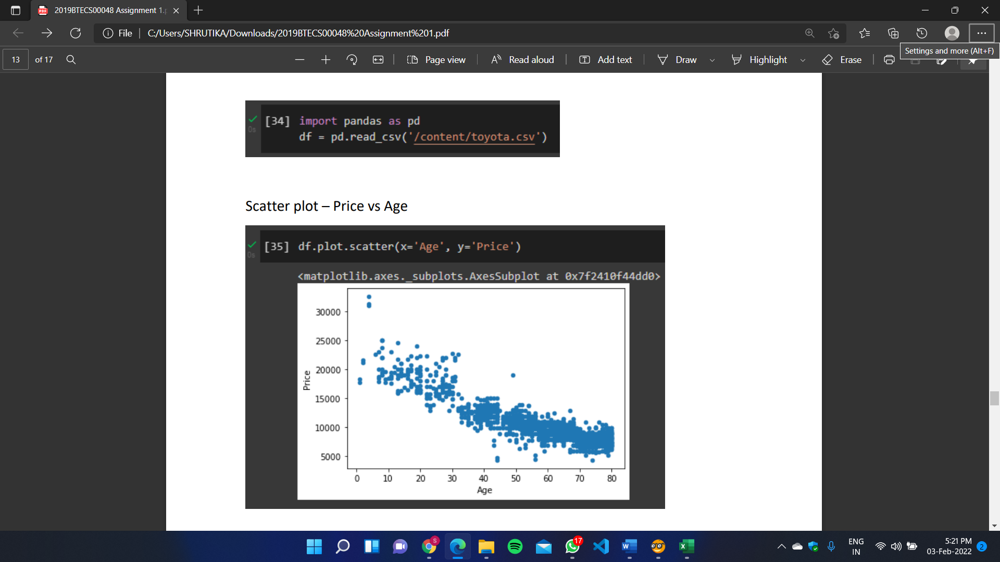 2019BTECS00048 Assignment 1.p
File
C:/Users/SHRUTIKA/Downloads/2019BTECS00048%20Assignment%201.pdf
Settings and more (Alt+F)
13 of 17
Page view
Read aloud
Add text
Draw
Highlight
Erase
[34] import pandas as pd
0s
df = pd.read_csv('/content/toyota.csv')
Scatter plot – Price vs Age
[35] df.plot.scatter(x='Age', y='Price')
0s
<matplotlib.axes._subplots.AxesSubplot at 0x7f2410f44dd0>
30000
25000
20000
15000
10000
5000
Price
0 10 20 30 40 50 60 70 80
Age
S
17
ENG
IN
5:21 PM
03-Feb-2022
2